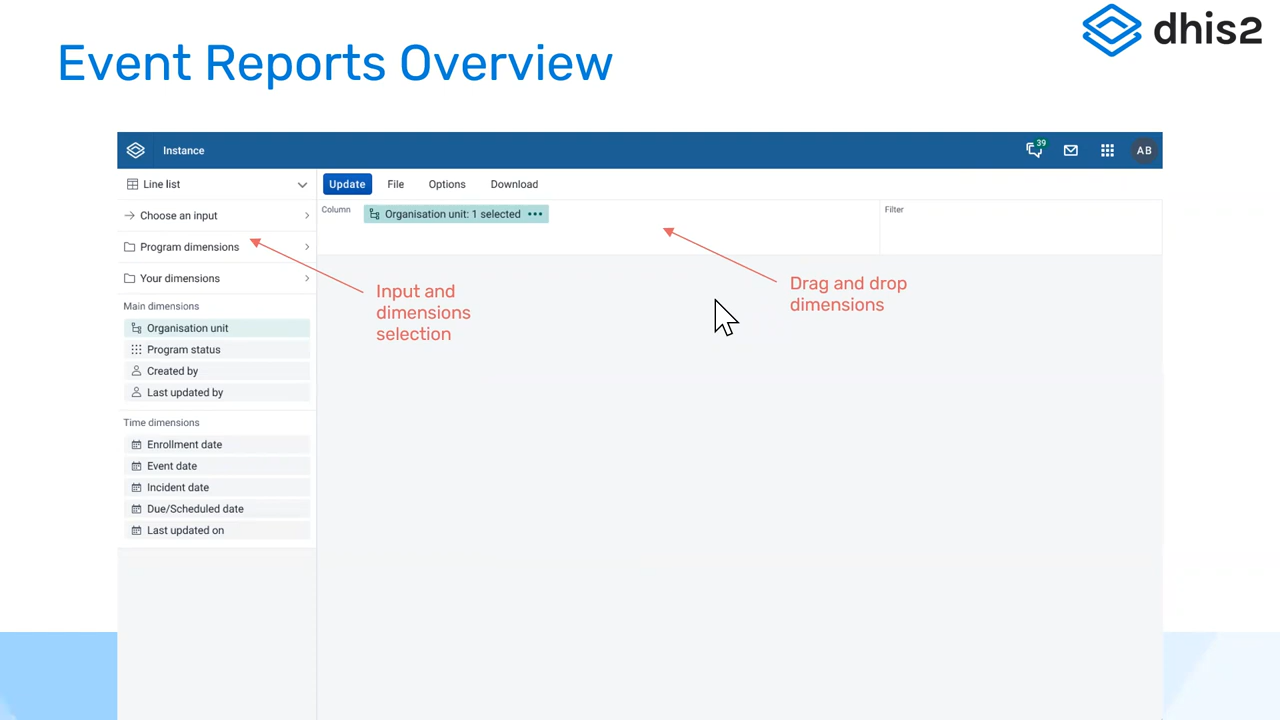 dhis2
Event Reports Overview
Instance
39
AB
Line list
Update
File
Options
Download
Choose an input
Column
Organisation unit: 1 selected
Filter
Program dimensions
Your dimensions
Input and
dimensions
selection
Drag and drop
dimensions
Main dimensions
Organisation unit
Program status
Created by
Last updated by
Time dimensions
Enrollment date
Event date
Incident date
Due/Scheduled date
Last updated on